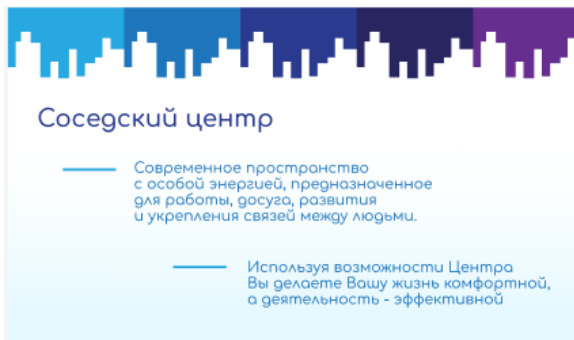 Соседский центр
Современное пространство
с особой энергией, предназначенное
для работы, досуга, развития
и укрепления связей между людьми.
Используя возможности Центра
Вы делаете Вашу жизнь комфортной,
а деятельность - эффективной